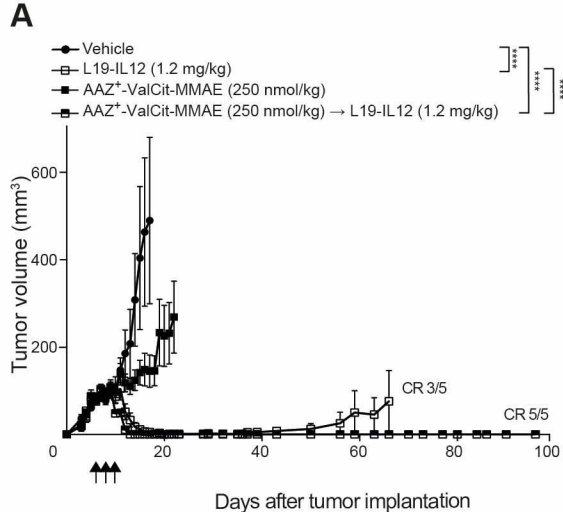 A
Vehicle
L19-IL12 (1.2 mg/kg)
AAZ⁺-ValCit-MMAE (250 nmol/kg)
AAZ⁺-ValCit-MMAE (250 nmol/kg) → L19-IL12 (1.2 mg/kg)
****
****
****
Tumor volume (mm³)
600
400
200
CR 3/5
CR 5/5
0 20 40 60 80 100
Days after tumor implantation